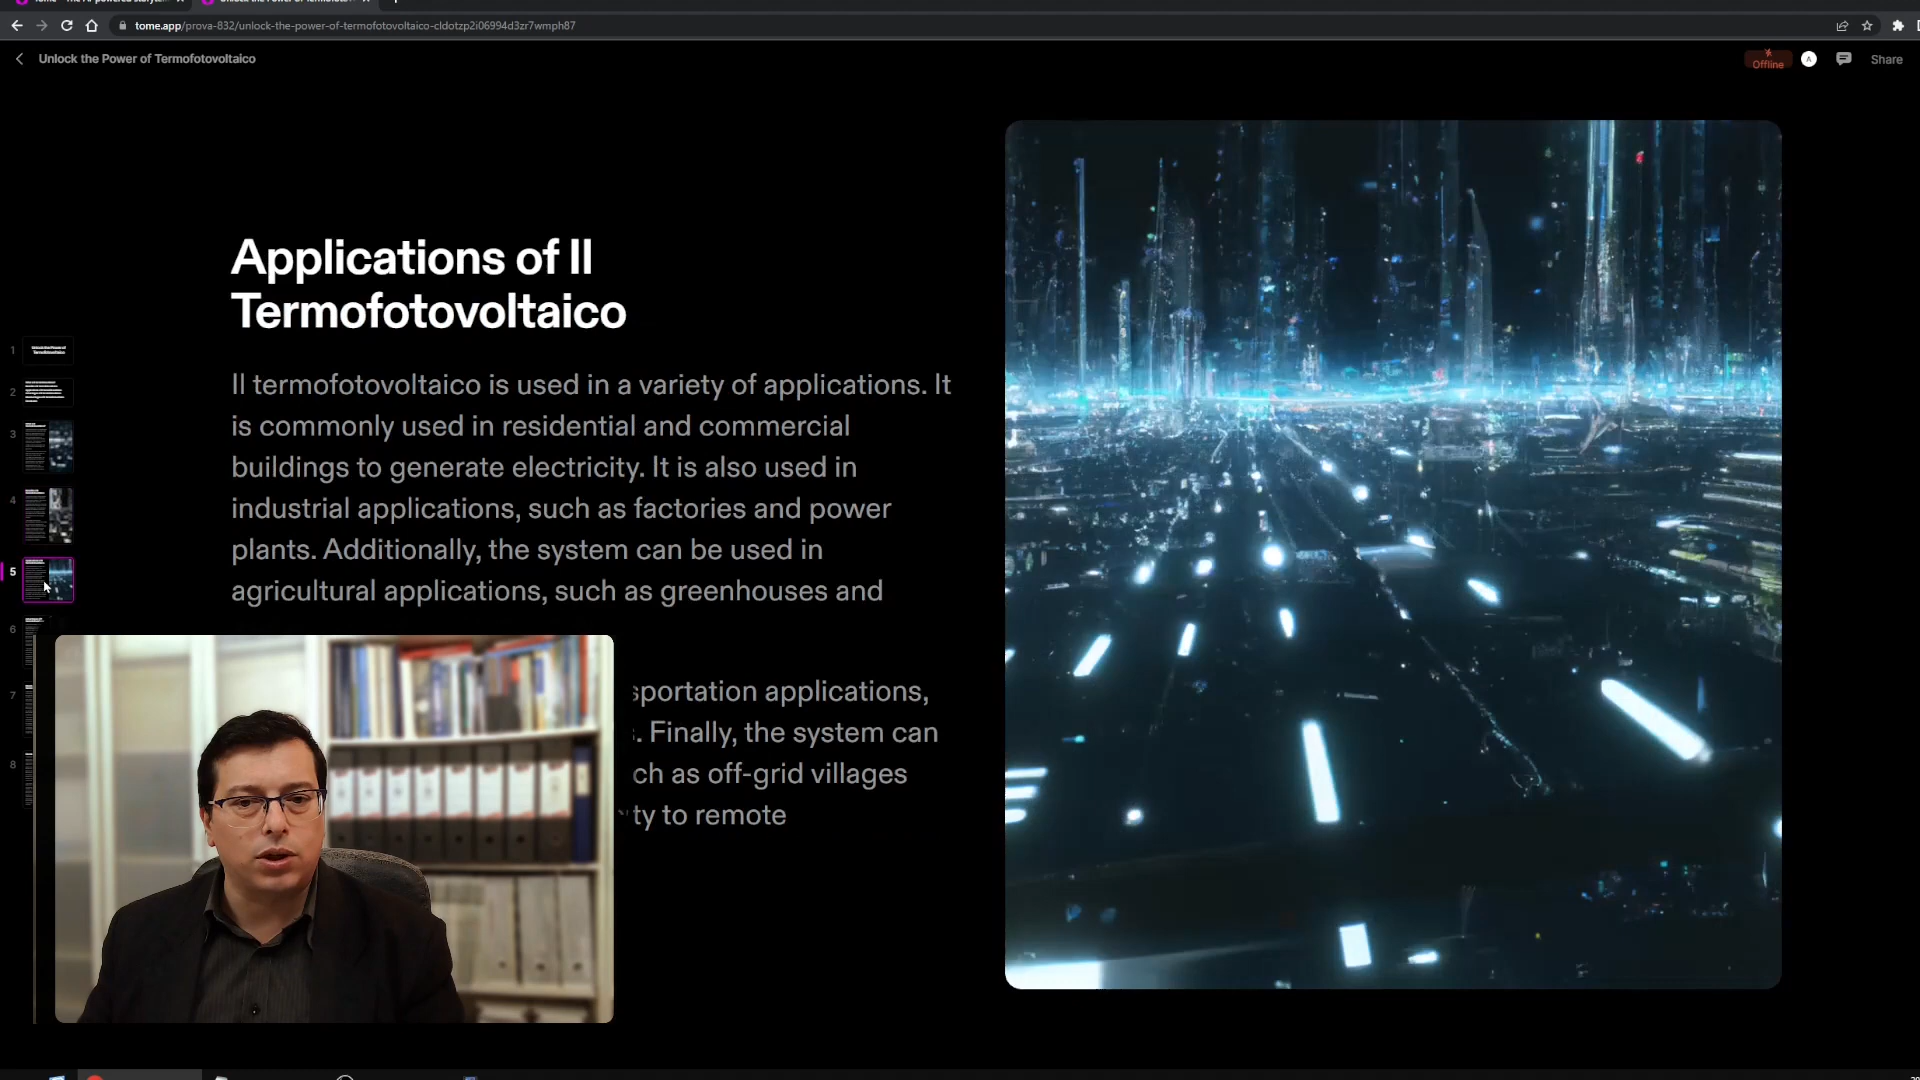 tome.app/prova-832/unlock-the-power-of-termofotovoltaico-cldotzp2i06994d3zr7wmph87
Unlock the Power of Termofotovoltaico
Offline
A
Share
Applications of Il
Termofotovoltaico
Il termofotovoltaico is used in a variety of applications. It
is commonly used in residential and commercial
buildings to generate electricity. It is also used in
industrial applications, such as factories and power
plants. Additionally, the system can be used in
agricultural applications, such as greenhouses and
sportation applications,
. Finally, the system can
ch as off-grid villages
ty to remote
1
2
3
4
5
6
7
8